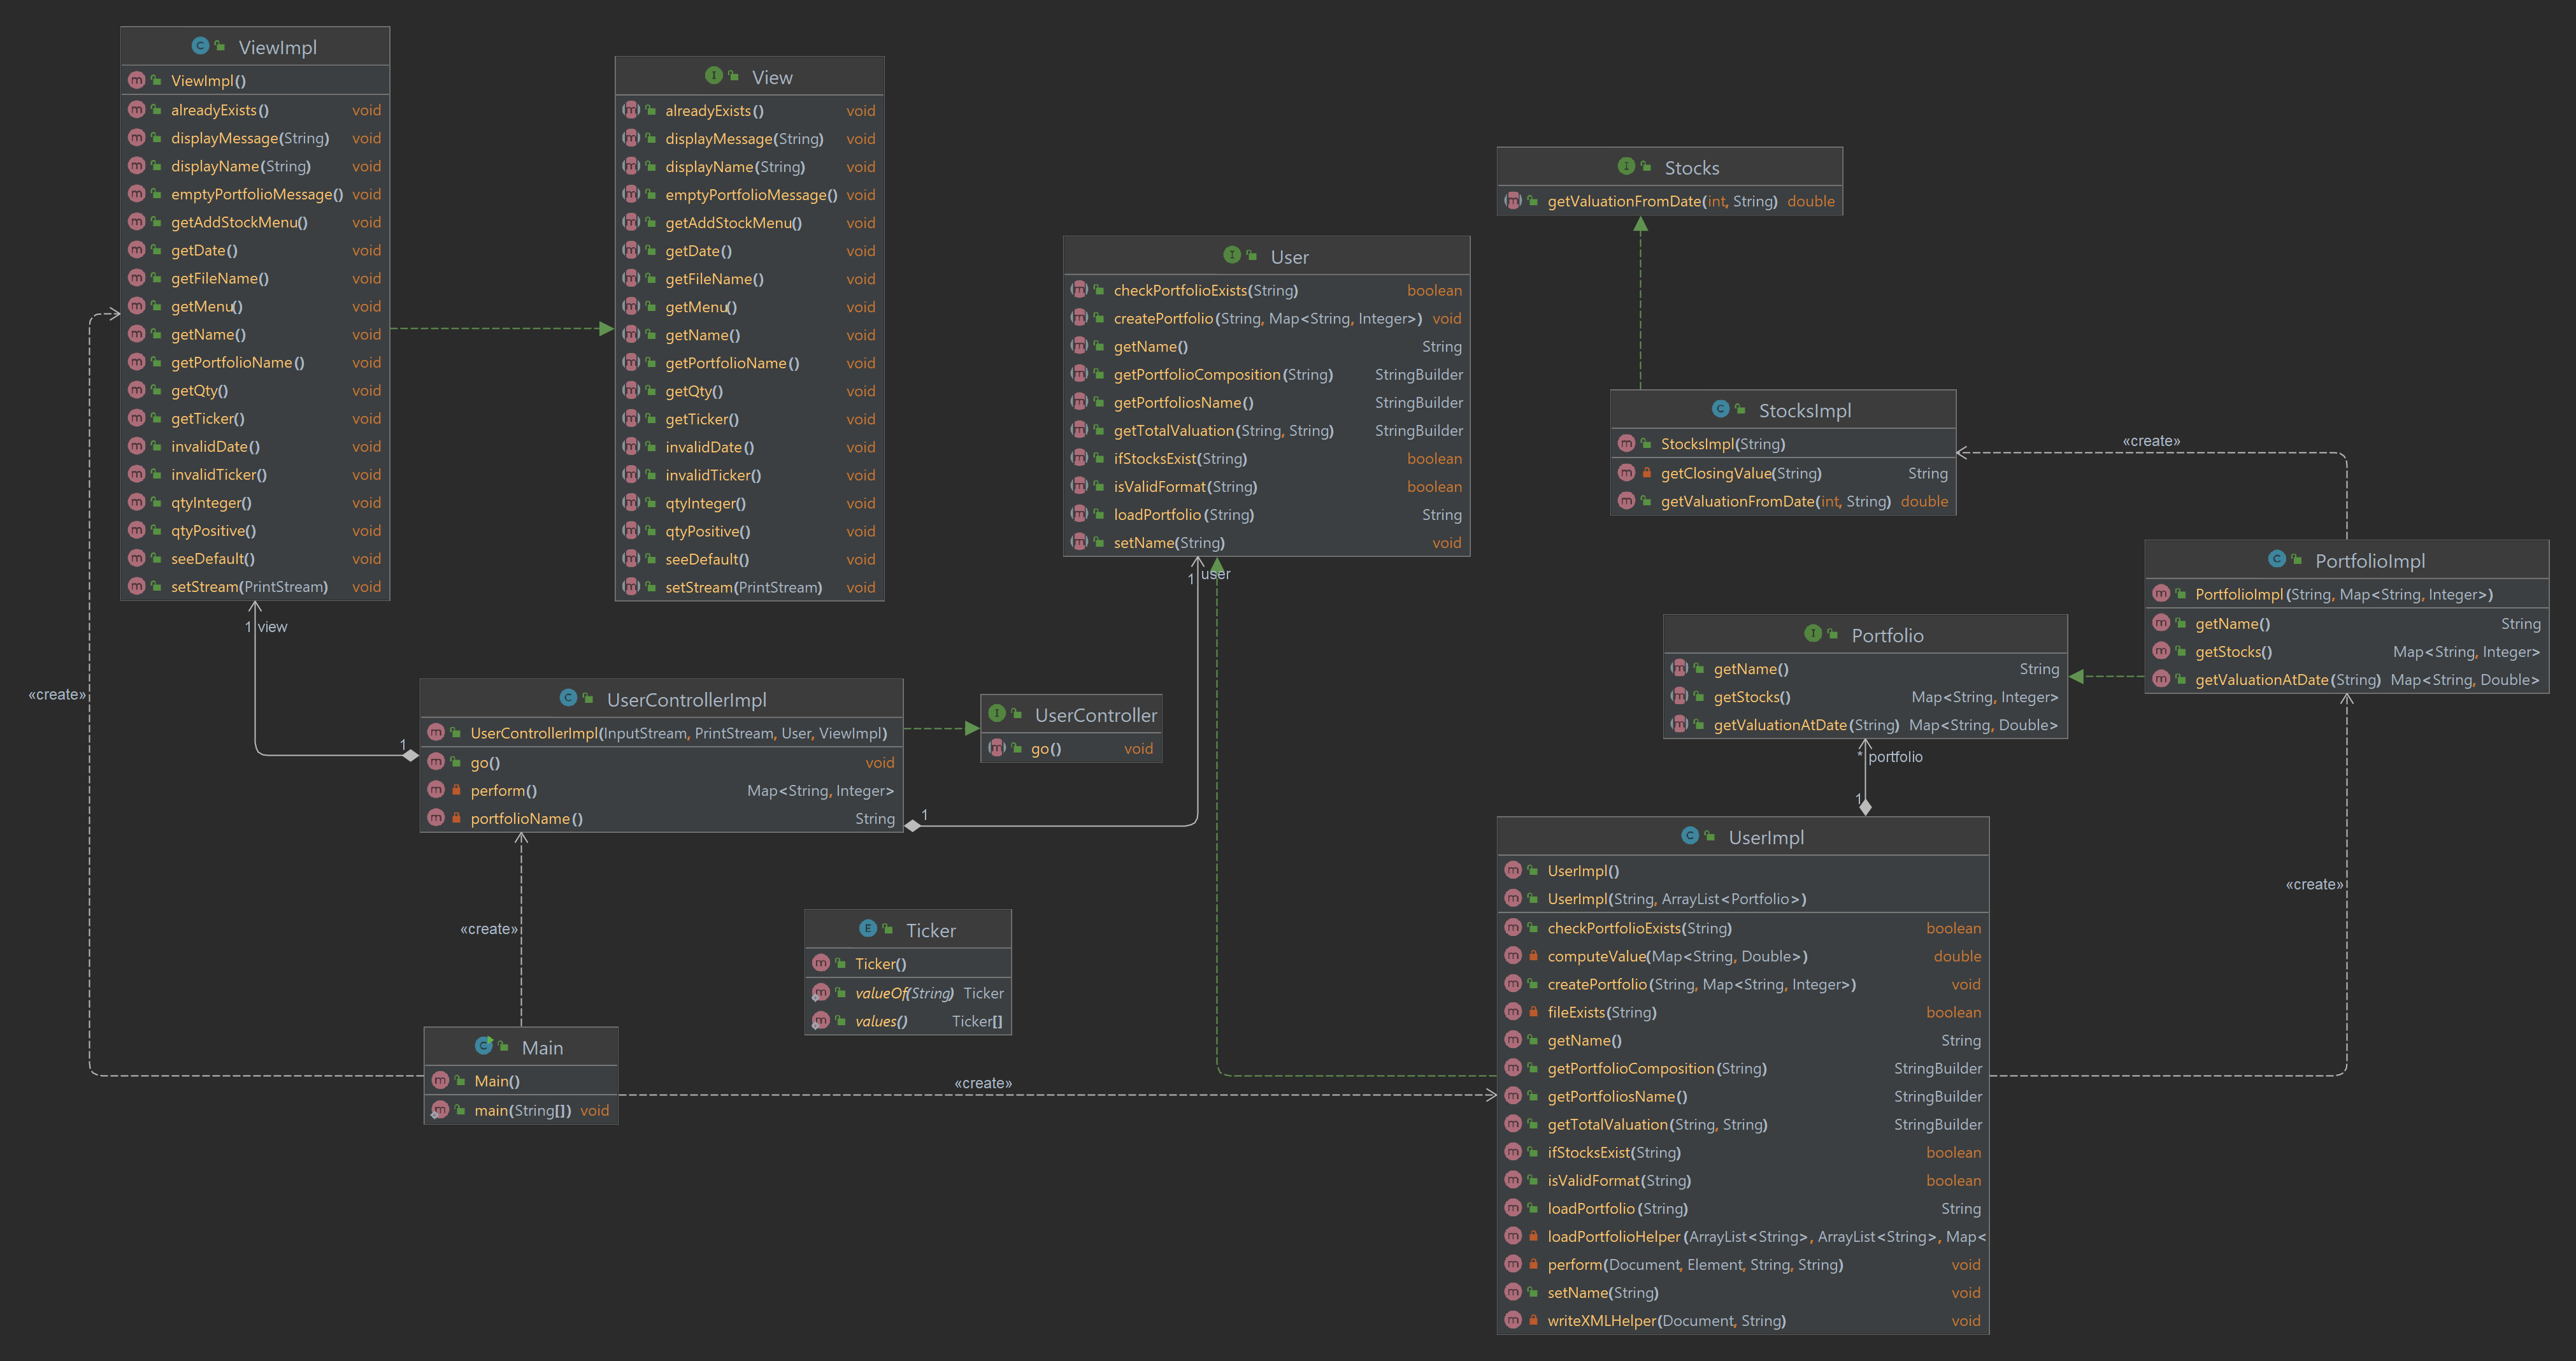 ViewImpl
ViewImpl()
alreadyExists() void
displayMessage(String) void
displayName(String) void
emptyPortfolioMessage() void
getAddStockMenu() void
getDate() void
getFileName() void
getMenu() void
getName() void
getPortfolioName() void
getQty() void
getTicker() void
invalidDate() void
invalidTicker() void
qtyInteger() void
qtyPositive() void
seeDefault() void
setStream(PrintStream) void
1 view
View
alreadyExists() void
displayMessage(String) void
displayName(String) void
emptyPortfolioMessage() void
getAddStockMenu() void
getDate() void
getFileName() void
getMenu() void
getName() void
getPortfolioName() void
getQty() void
getTicker() void
invalidDate() void
invalidTicker() void
qtyInteger() void
qtyPositive() void
seeDefault() void
setStream(PrintStream) void
User
checkPortfolioExists(String) boolean
createPortfolio(String, Map<String, Integer>) void
getName() String
getPortfolioComposition(String) StringBuilder
getPortfoliosName() StringBuilder
getTotalValuation(String, String) StringBuilder
ifStocksExist(String) boolean
isValidFormat(String) boolean
loadPortfolio(String) String
setName(String) void
1 user
Stocks
getValuationFromDate(int, String) double
StocksImpl
StocksImpl(String)
getClosingValue(String) String
getValuationFromDate(int, String) double
«create»
PortfolioImpl
PortfolioImpl(String, Map<String, Integer>)
getName() String
getStocks() Map<String, Integer>
getValuationAtDate(String) Map<String, Double>
Portfolio
getName() String
getStocks() Map<String, Integer>
getValuationAtDate(String) Map<String, Double>
* portfolio
1
«create»
UserControllerImpl
UserControllerImpl(InputStream, PrintStream, User, ViewImpl)
go() void
perform() Map<String, Integer>
portfolioName() String
1
1
UserController
go() void
«create»
«create»
Ticker
Ticker()
valueOf(String) Ticker
values() Ticker[]
Main
Main()
main(String[]) void
«create»
UserImpl
UserImpl()
UserImpl(String, ArrayList<Portfolio>)
checkPortfolioExists(String) boolean
computeValue(Map<String, Double>) double
createPortfolio(String, Map<String, Integer>) void
fileExists(String) boolean
getName() String
getPortfolioComposition(String) StringBuilder
getPortfoliosName() StringBuilder
getTotalValuation(String, String) StringBuilder
ifStocksExist(String) boolean
isValidFormat(String) boolean
loadPortfolio(String) String
loadPortfolioHelper(ArrayList<String>, ArrayList<String>, Map<
perform(Document, Element, String, String) void
setName(String) void
writeXMLHelper(Document, String) void